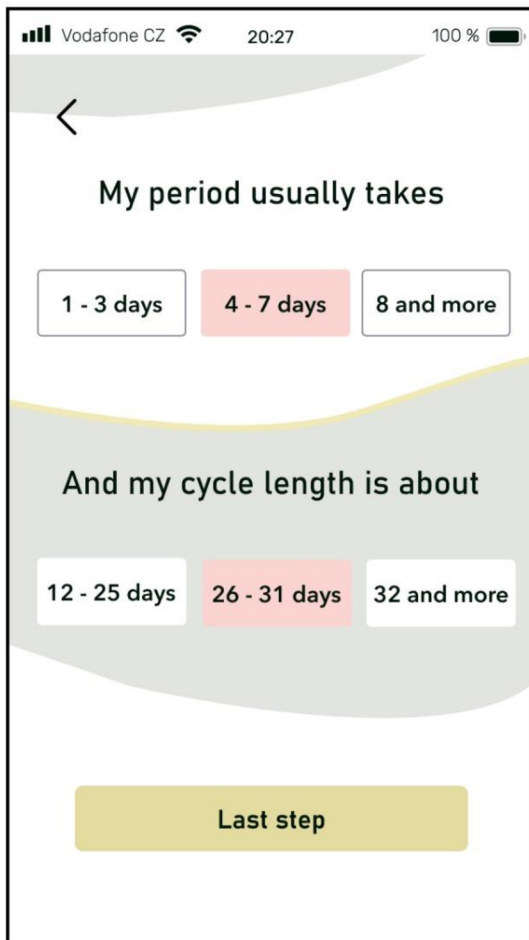 Vodafone CZ 20:27 100 %
My period usually takes
1 - 3 days 4 - 7 days 8 and more
And my cycle length is about
12 - 25 days 26 - 31 days 32 and more
Last step